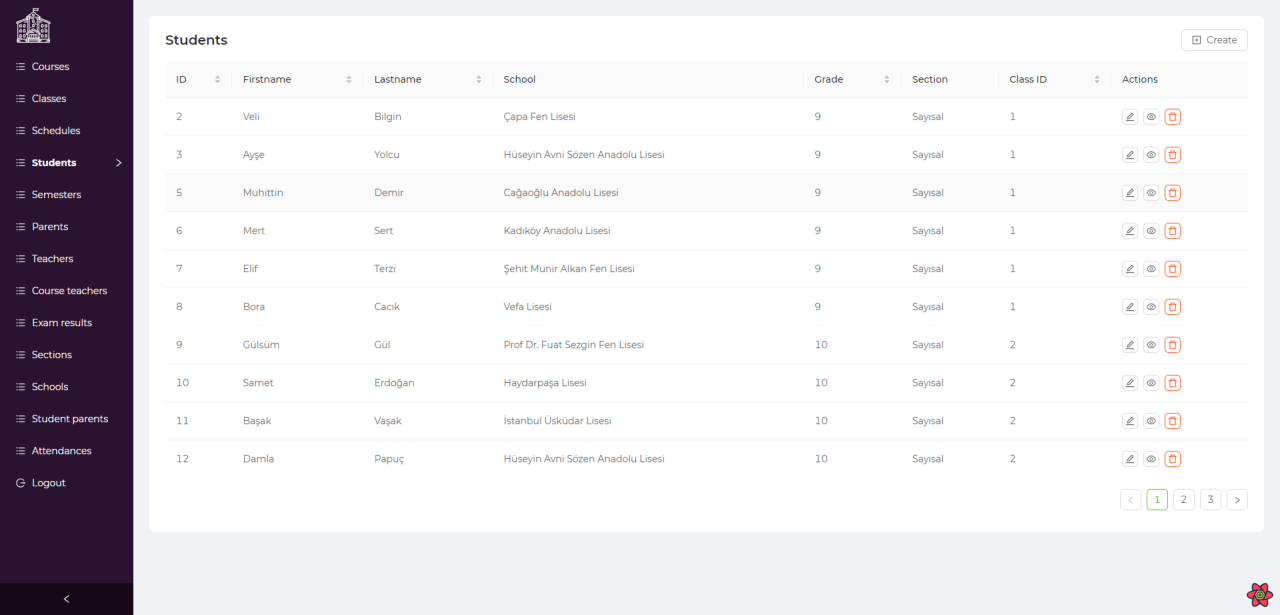 Courses
Classes
Schedules
Students
Semesters
Parents
Teachers
Course teachers
Exam results
Sections
Schools
Student parents
Attendances
Logout
Students
Create
ID Firstname Lastname School Grade Section Class ID Actions
2 Veli Bilgin Çapa Fen Lisesi 9 Sayısal 1
3 Ayşe Yolcu Hüseyin Avni Sözen Anadolu Lisesi 9 Sayısal 1
5 Muhittin Demir Cağaoğlu Anadolu Lisesi 9 Sayısal 1
6 Mert Sert Kadıköy Anadolu Lisesi 9 Sayısal 1
7 Elif Terzi Şehit Munir Alkan Fen Lisesi 9 Sayısal 1
8 Bora Cacık Vefa Lisesi 9 Sayısal 1
9 Gülsüm Gül Prof Dr. Fuat Sezgin Fen Lisesi 10 Sayısal 2
10 Samet Erdoğan Haydarpaşa Lisesi 10 Sayısal 2
11 Başak Vaşak İstanbul Üsküdar Lisesi 10 Sayısal 2
12 Damla Papuç Hüseyin Avni Sözen Anadolu Lisesi 10 Sayısal 2
1 2 3